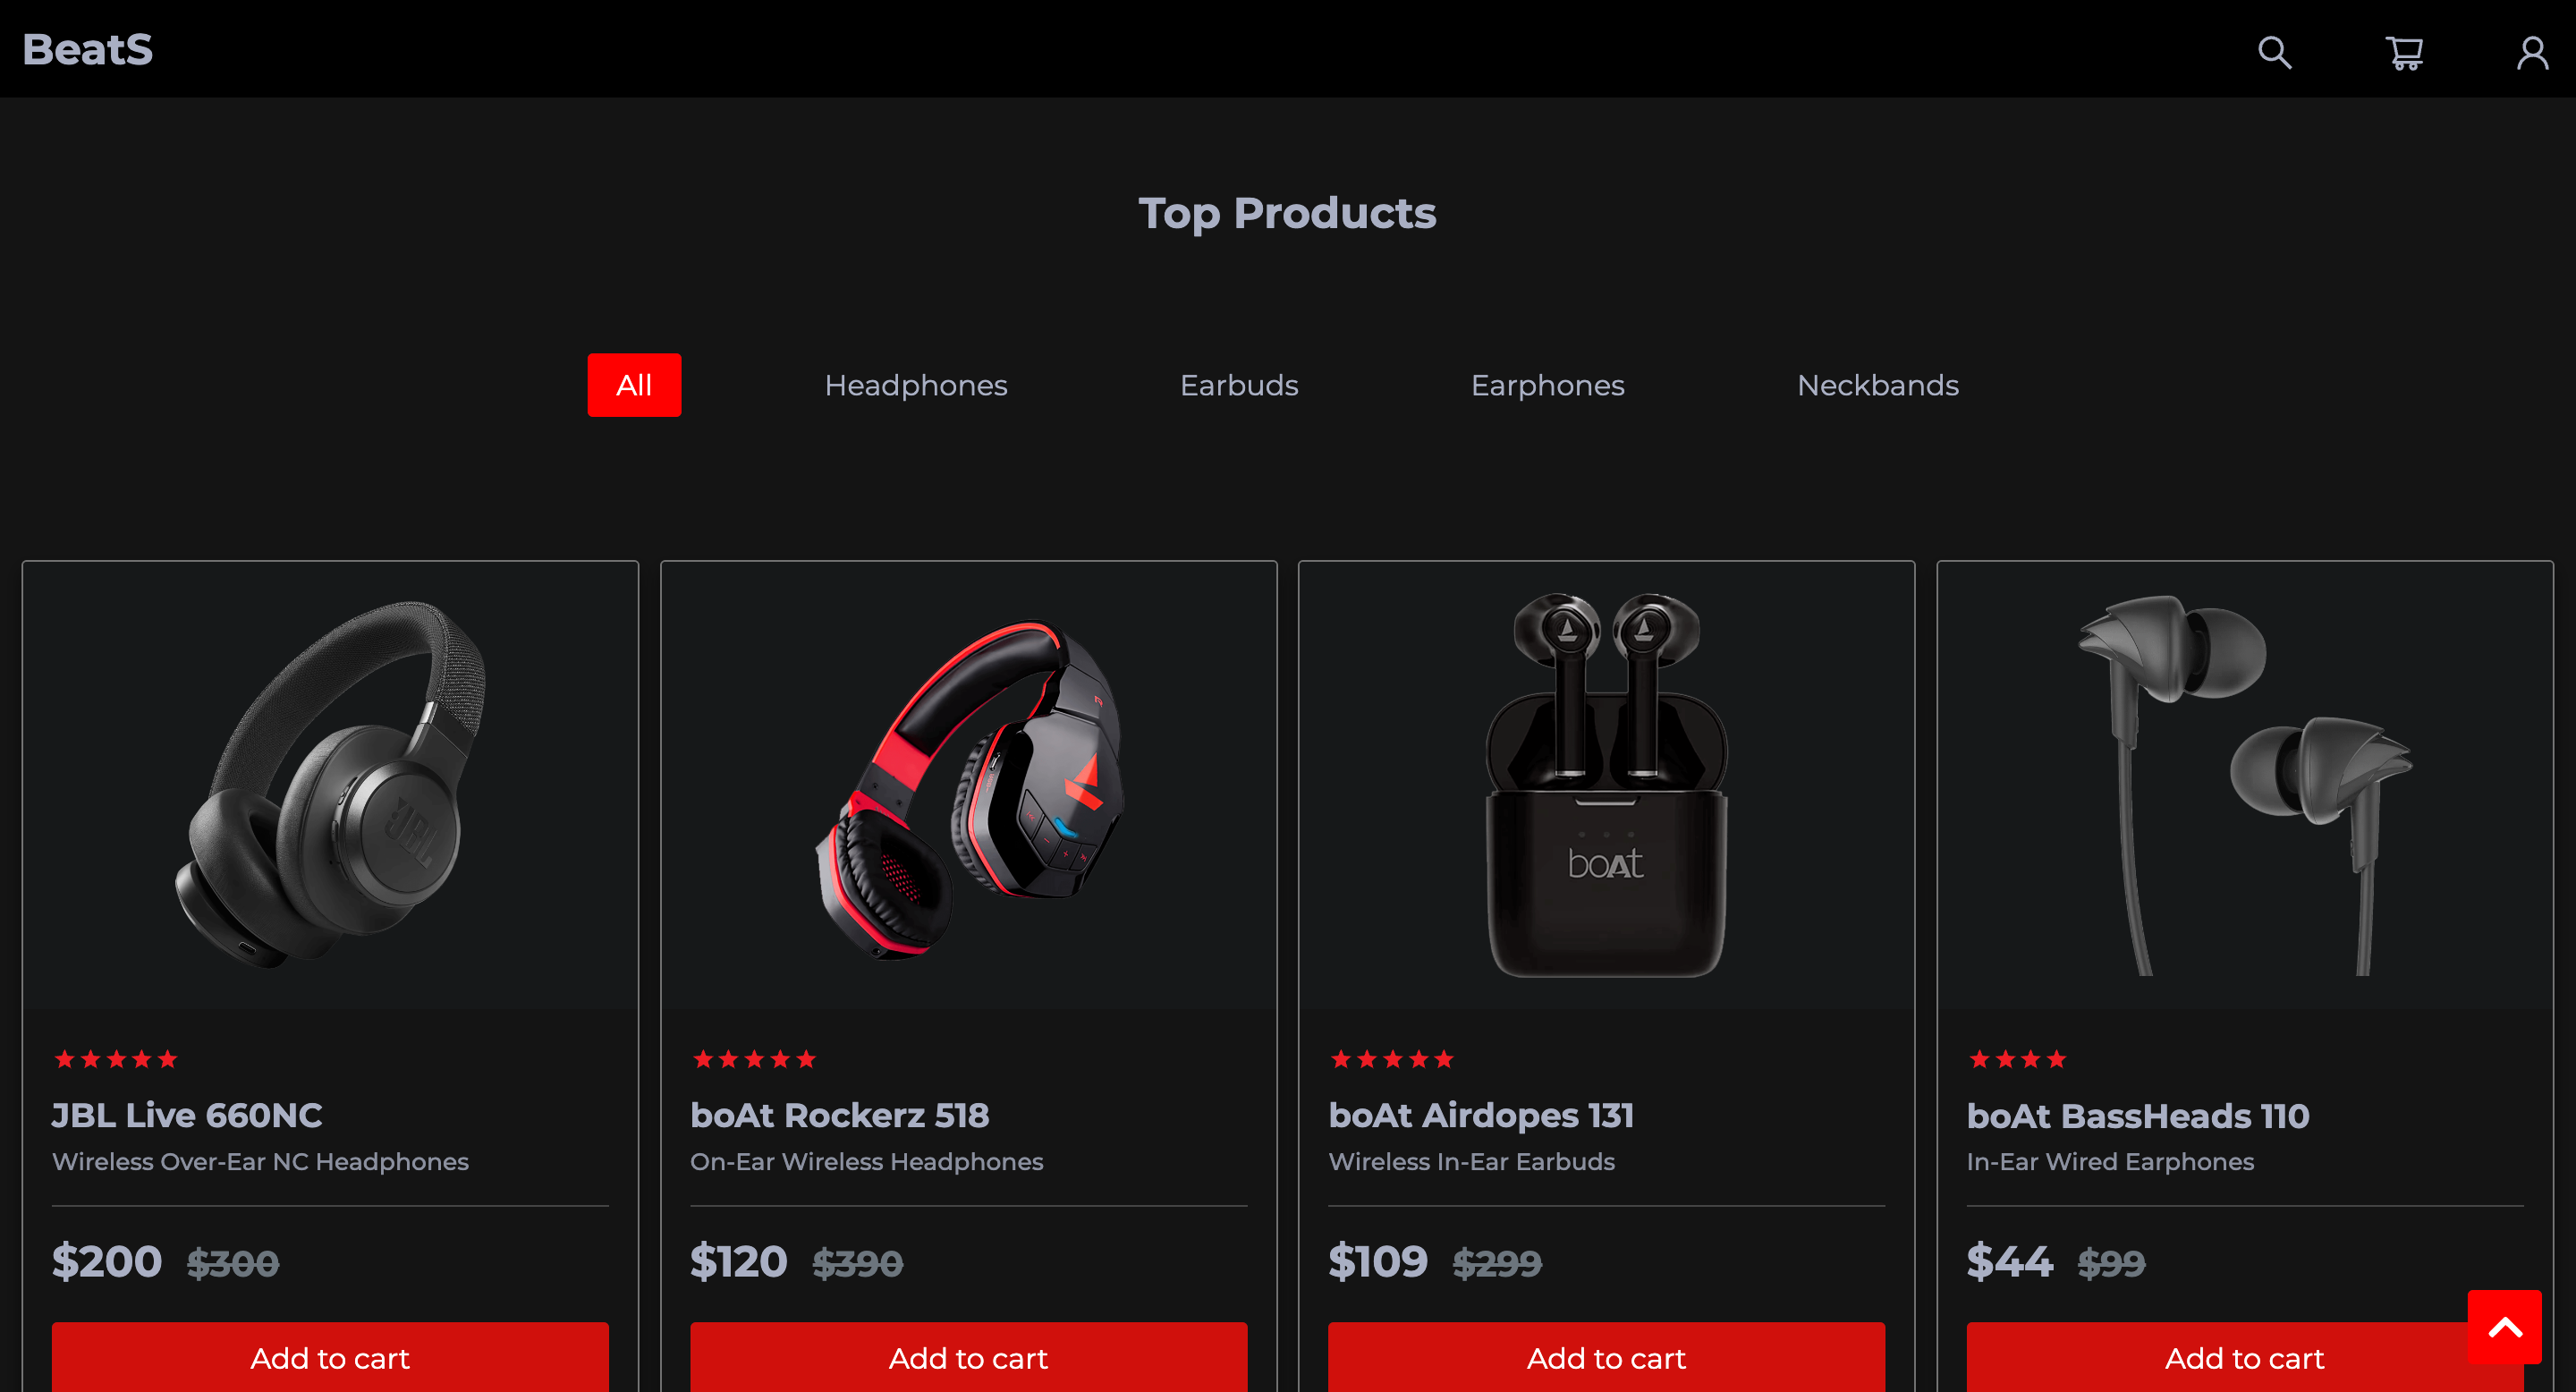 BeatS
Top Products
All Headphones Earbuds Earphones Neckbands
JBL
boAt
JBL Live 660NC
Wireless Over-Ear NC Headphones
$200 $300
Add to cart
boAt Rockerz 518
On-Ear Wireless Headphones
$120 $390
Add to cart
boAt Airdopes 131
Wireless In-Ear Earbuds
$109 $299
Add to cart
boAt BassHeads 110
In-Ear Wired Earphones
$44 $99
Add to cart